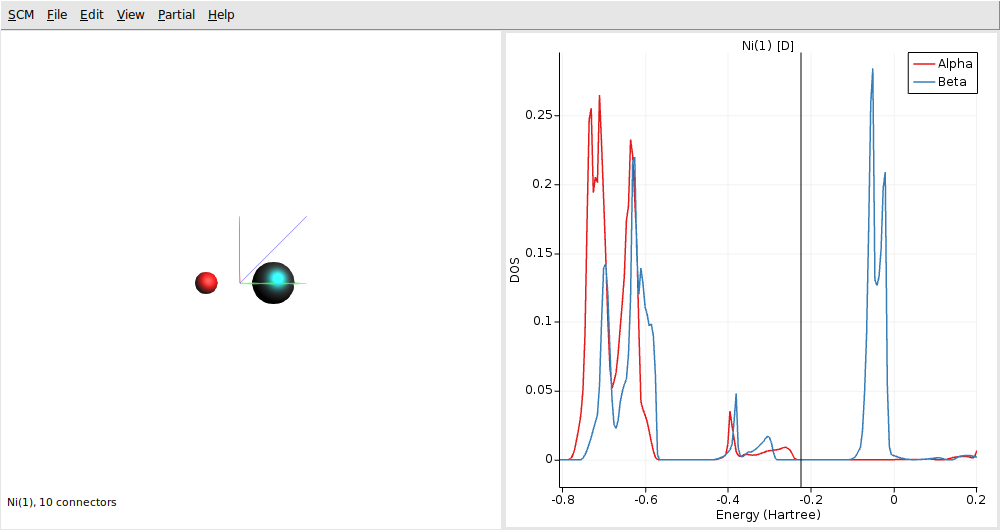 SCM File Edit View Partial Help
Ni(1) [D]
Alpha
Beta
0.25
0.2
0.15
0.1
0.05
0
DOS
-0.8 -0.6 -0.4 -0.2 0 0.2
Energy (Hartree)
Ni(1), 10 connectors